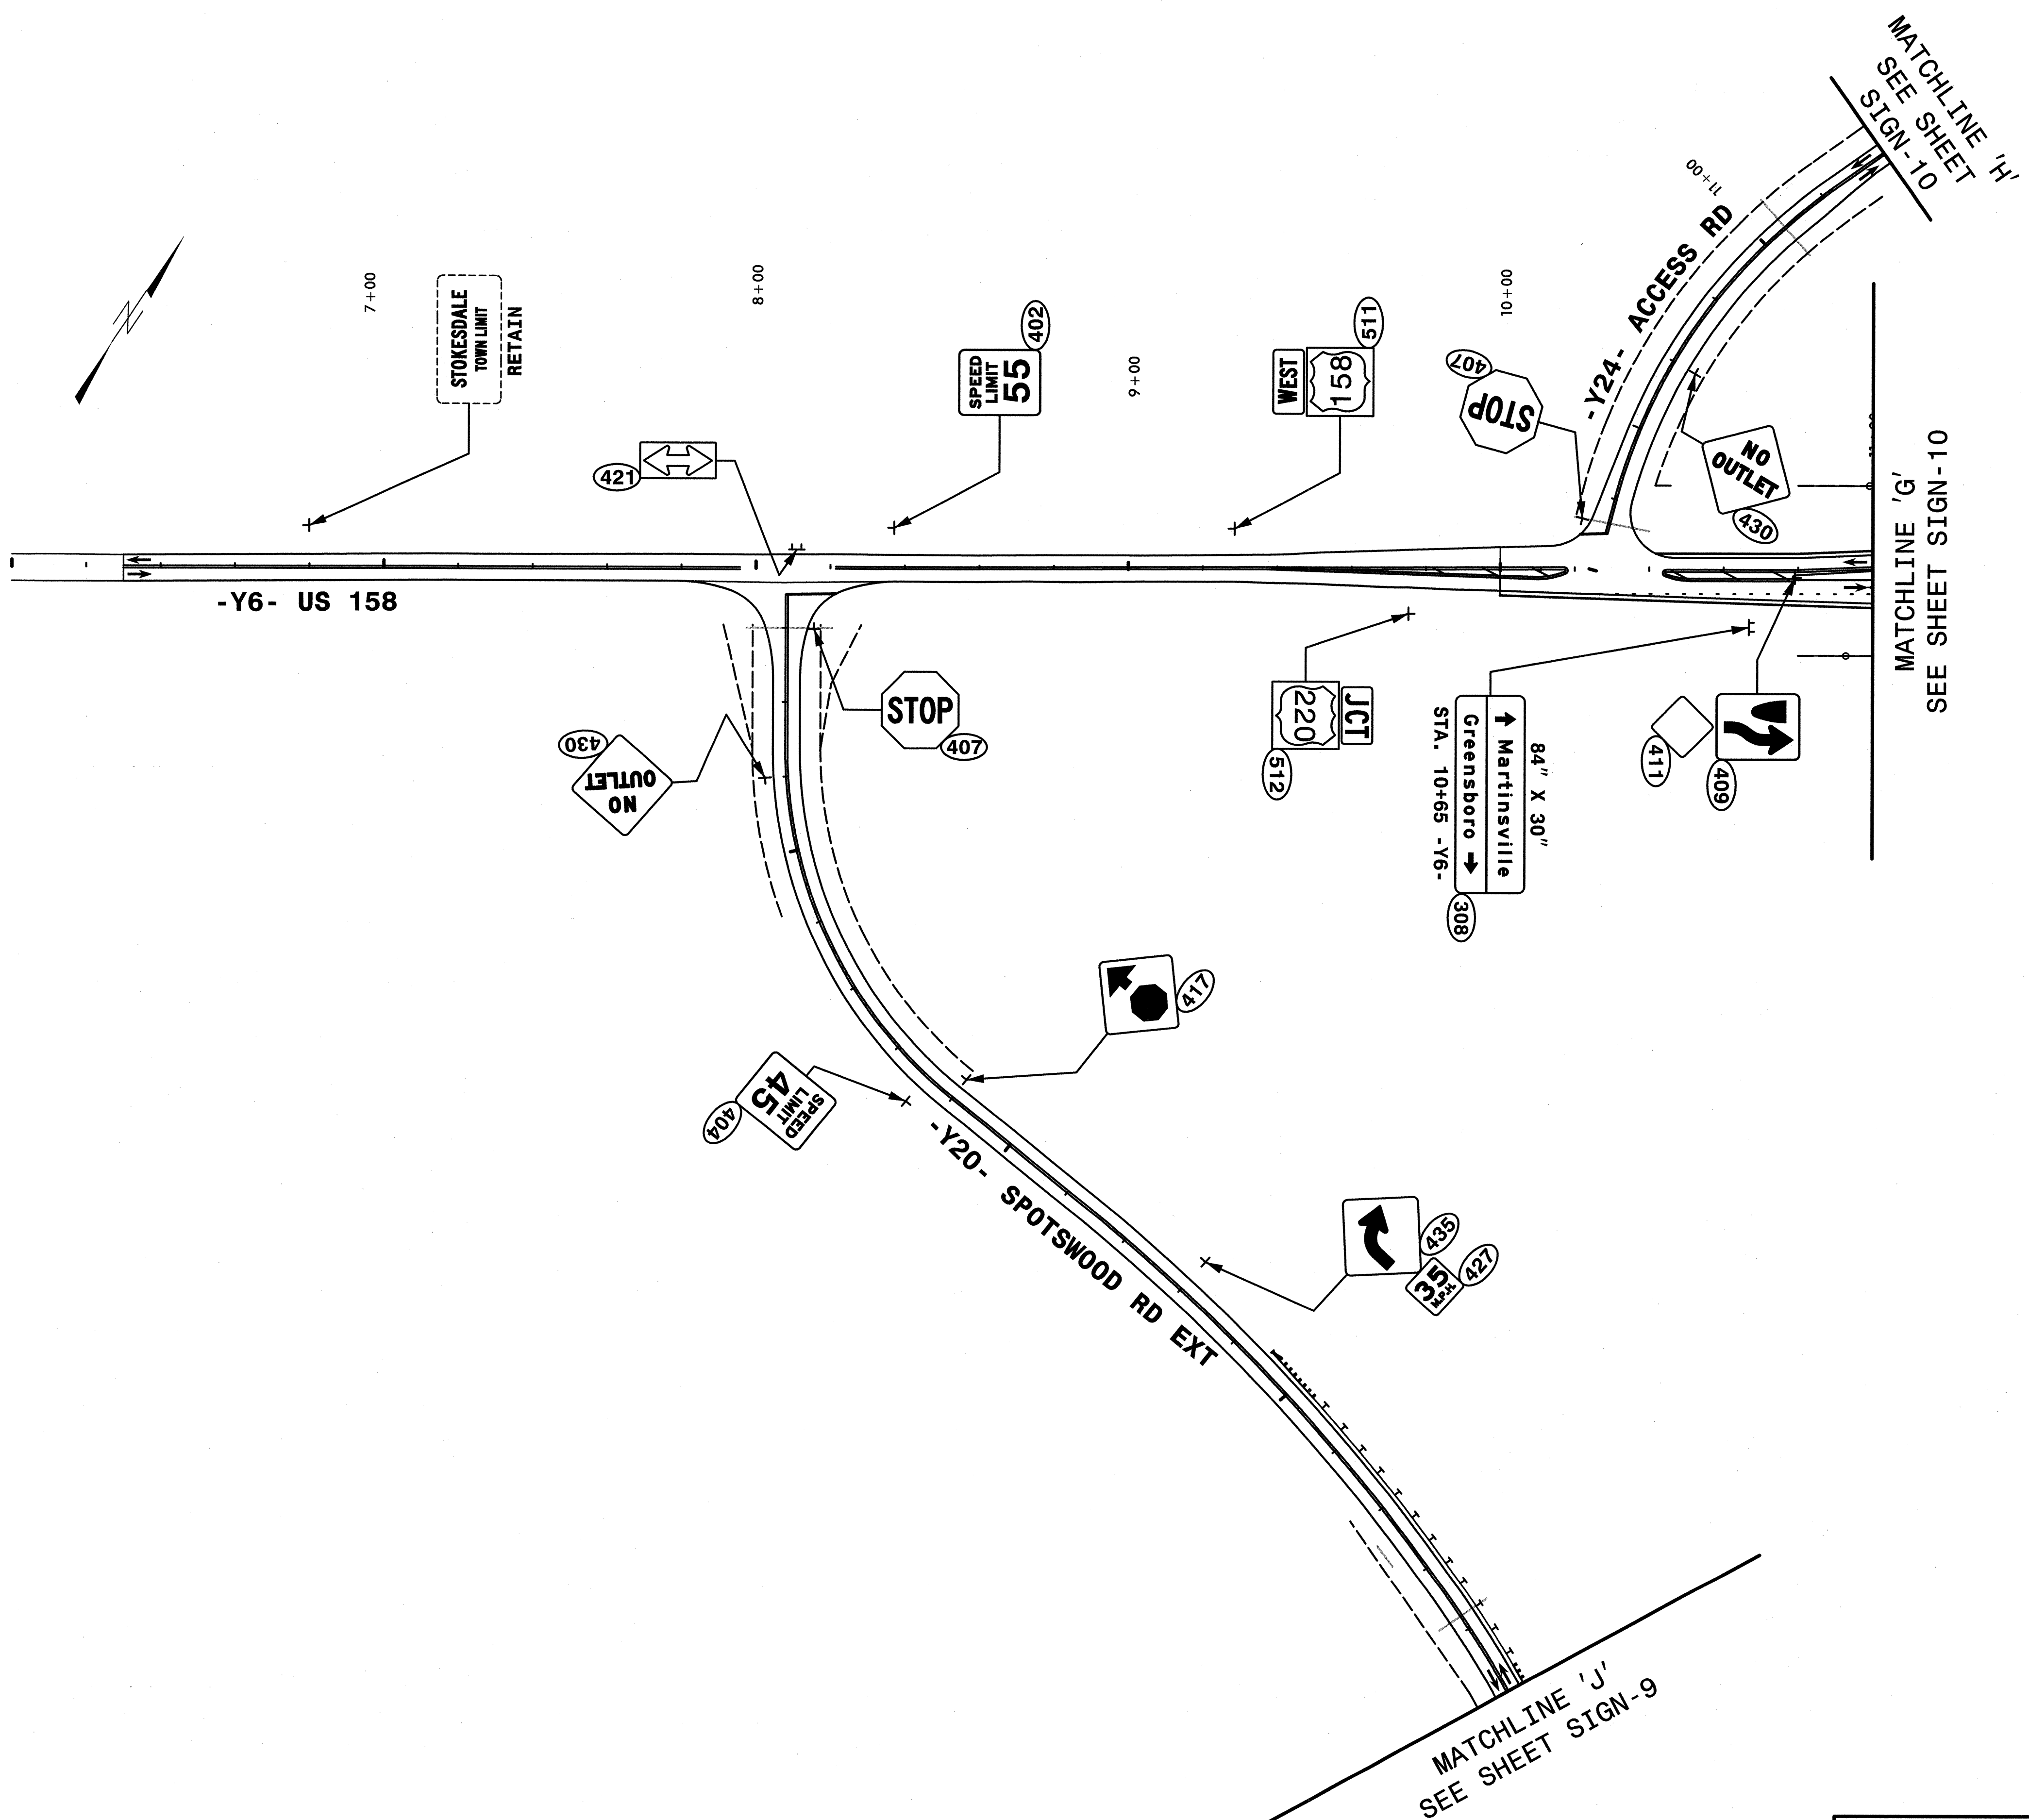 MATCHLINE 'H'
SEE SHEET
SIGN-10
11+00
-Y24- ACCESS RD
7+00
STOKESDALE
TOWN LIMIT
RETAIN
8+00
421
SPEED
LIMIT
55
402
9+00
WEST
158
511
10+00
STOP
407
NO
OUTLET
430
MATCHLINE 'G'
SEE SHEET SIGN-10
-Y6- US 158
STOP
407
NO
OUTLET
430
JCT
220
512
84" X 30"
Martinsville
Greensboro
STA. 10+65 -Y6-
308
411
409
417
SPEED
LIMIT
45
404
-Y20- SPOTSWOOD RD EXT
435
35
M.P.H.
427
MATCHLINE 'J'
SEE SHEET SIGN-9